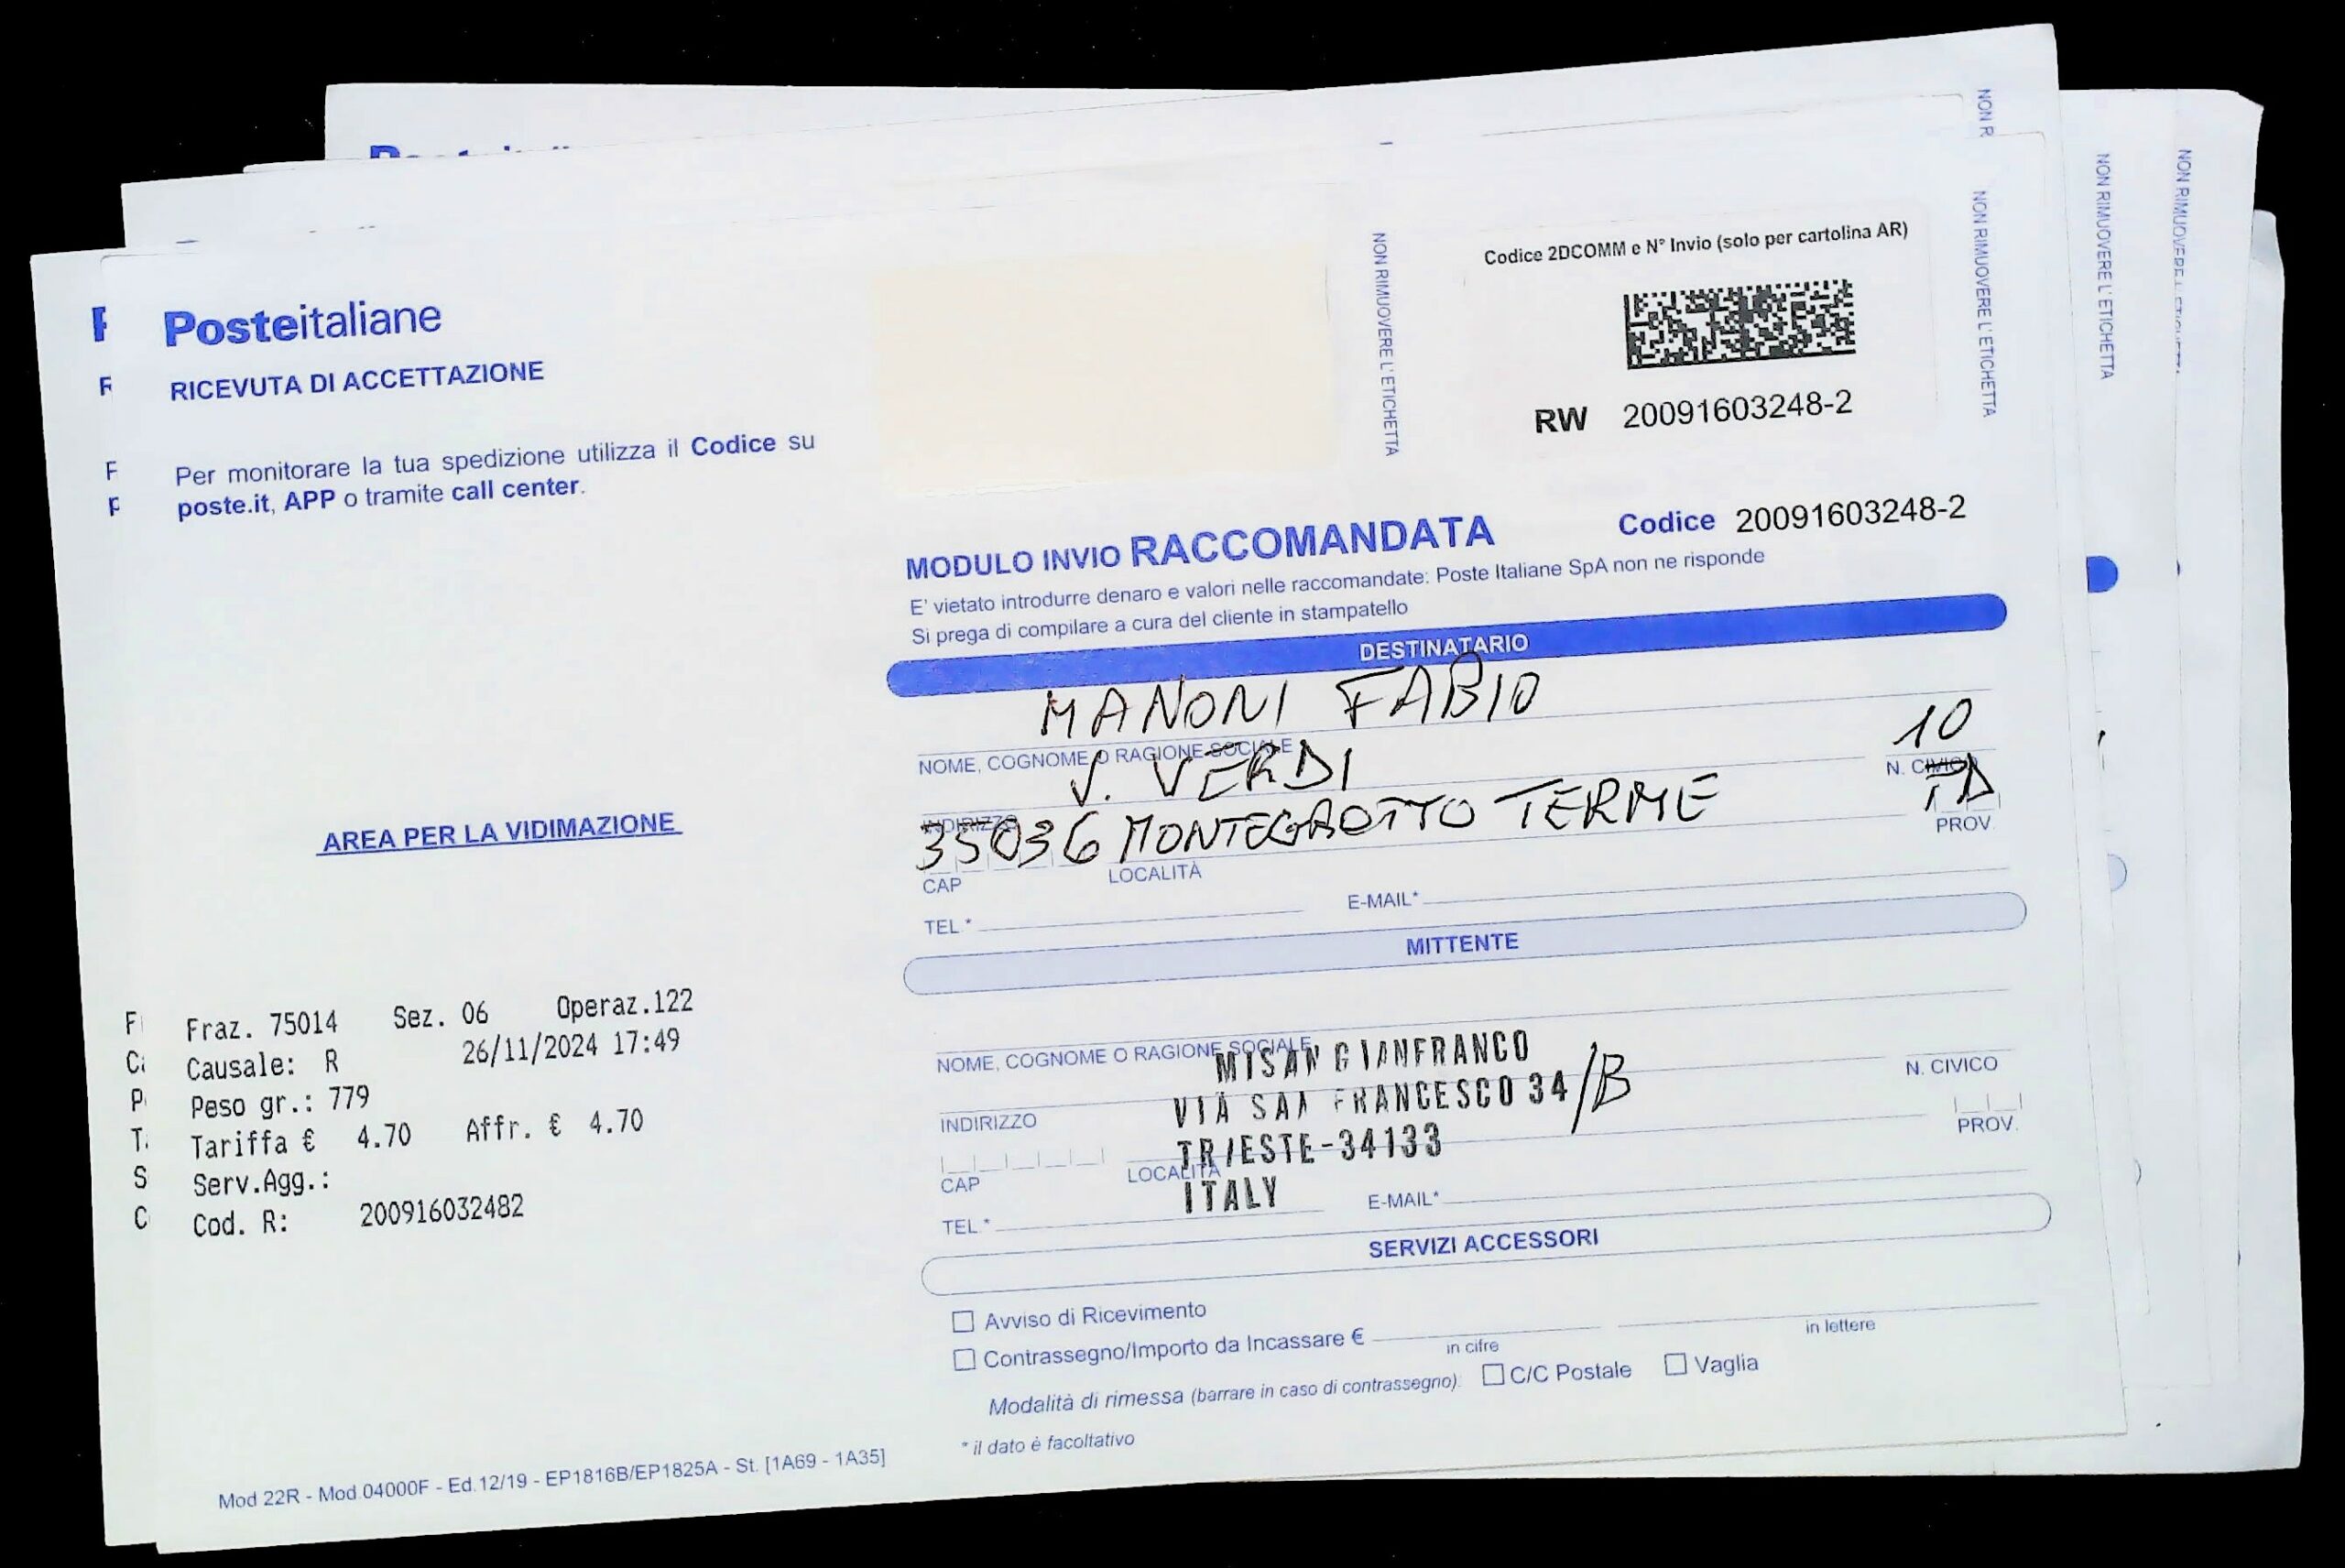 Posteitaliane
RICEVUTA DI ACCETTAZIONE
Per monitorare la tua spedizione utilizza il Codice su
poste.it, APP o tramite call center.
AREA PER LA VIDIMAZIONE
Fraz. 75014 Sez. 06 Operaz.122
Causale: R 26/11/2024 17:49
Peso gr.: 779
Tariffa € 4.70 Affr. € 4.70
Serv.Agg.:
Cod. R: 200916032482
Mod 22R - Mod.04000F - Ed.12/19 - EP1816B/EP1825A - St. [1A69 - 1A35]
NON RIMUOVERE L'ETICHETTA
Codice 2DCOMM e N° Invio (solo per cartolina AR)
RW 20091603248-2
NON RIMUOVERE L'ETICHETTA
NON R
NON RIMUOVERE L'ETICHETTA
NON RIMUOVERE L'ETICHETTA
MODULO INVIO RACCOMANDATA Codice 20091603248-2
E' vietato introdurre denaro e valori nelle raccomandate: Poste Italiane SpA non ne risponde
Si prega di compilare a cura del cliente in stampatello
DESTINATARIO
MANONI FABIO
NOME, COGNOME O RAGIONE SOCIALE
V. VERDI 10
INDIRIZZO N. CIVICO
35036 MONTEGROTTO TERME PD
CAP LOCALITÀ PROV.
TEL.* E-MAIL*
MITTENTE
NOME, COGNOME O RAGIONE SOCIALE
MISAN GIANFRANCO
INDIRIZZO N. CIVICO
VIA SAN FRANCESCO 34/B
TRIESTE-34133
CAP LOCALITÀ PROV.
ITALY
TEL.* E-MAIL*
SERVIZI ACCESSORI
Avviso di Ricevimento
Contrassegno/Importo da Incassare €
in cifre in lettere
Modalità di rimessa (barrare in caso di contrassegno): C/C Postale Vaglia
* il dato è facoltativo